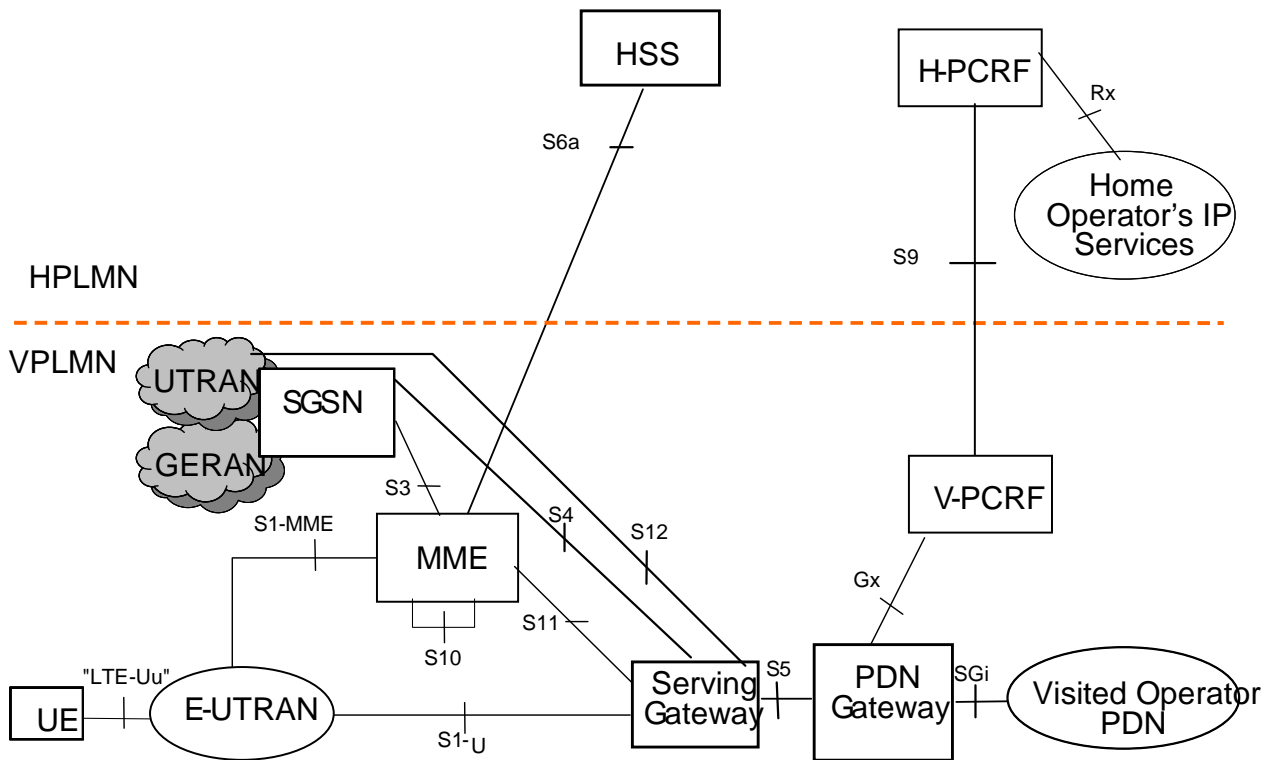 HSS
H-PCRF
Rx
S6a
Home
Operator's IP
Services
S9
HPLMN
VPLMN
UTRAN
SGSN
GERAN
S3
V-PCRF
S1-MME
S4
S12
MME
Gx
S11
S10
"LTE-Uu"
S5
SGi
UE
E-UTRAN
S1-U
Serving
Gateway
PDN
Gateway
Visited Operator
PDN